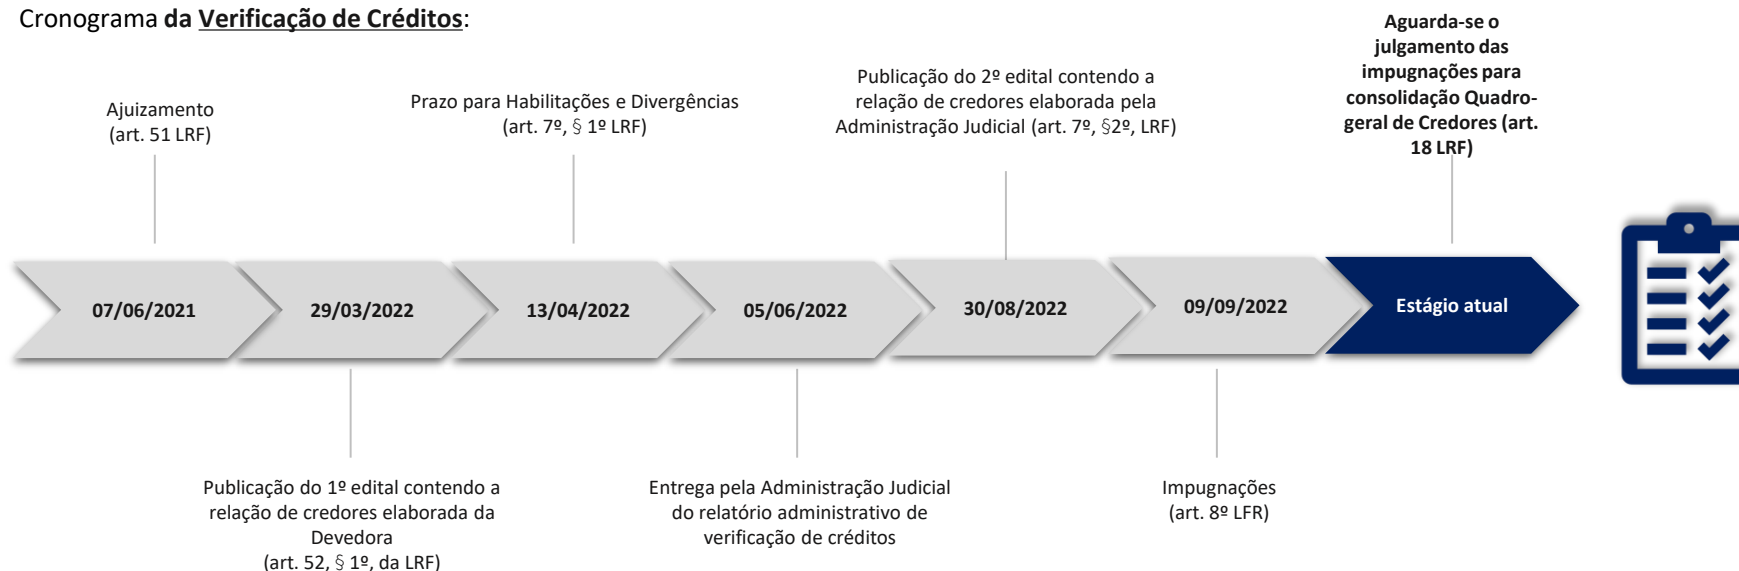 Cronograma da Verificação de Créditos:
Ajuizamento
(art. 51 LRF)
Prazo para Habilitações e Divergências
(art. 7º, § 1º LRF)
Publicação do 2º edital contendo a
relação de credores elaborada pela
Administração Judicial (art. 7º, §2º, LRF)
Aguarda-se o
julgamento das
impugnações para
consolidação Quadro-
geral de Credores (art.
18 LRF)
07/06/2021
29/03/2022
13/04/2022
05/06/2022
30/08/2022
09/09/2022
Estágio atual
Publicação do 1º edital contendo a
relação de credores elaborada da
Devedora
(art. 52, § 1º, da LRF)
Entrega pela Administração Judicial
do relatório administrativo de
verificação de créditos
Impugnações
(art. 8º LFR)